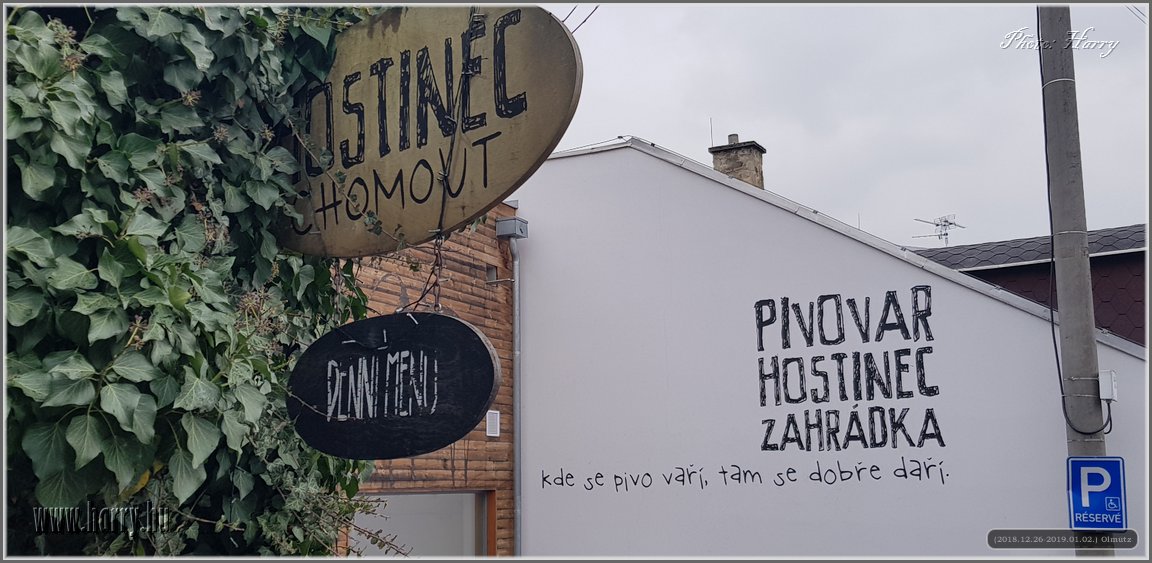 HOSTINEC
CHOMOUT
DENNÍ MENU
PIVOVAR
HOSTINEC
ZAHRÁDKA
kde se pivo vaří, tam se dobře daří.
P
RÉSERVÉ
Photo: Harry
www.harry.hu
(2018.12.26-2019.01.02.) Olmütz